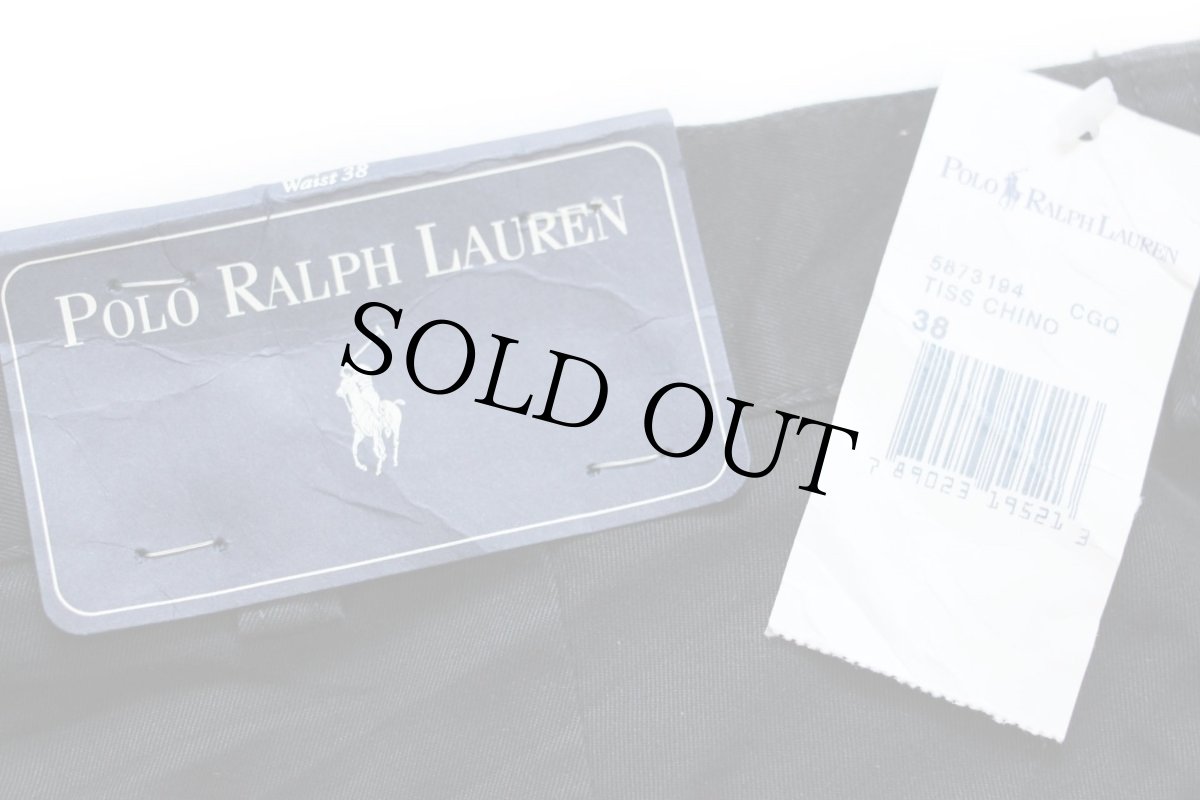 Waist 38
POLO RALPH LAUREN
SOLD OUT
POLO RALPH LAUREN
5873194 CGQ
TISS CHINO
38
7 89023 19521 3